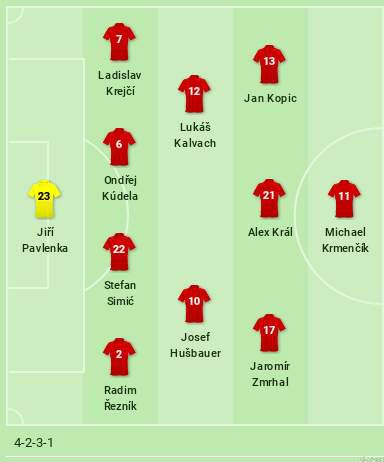 7
Ladislav
Krejčí
6
Ondřej
Kúdela
22
Stefan
Simić
2
Radim
Řezník
23
Jiří
Pavlenka
12
Lukáš
Kalvach
10
Josef
Hušbauer
13
Jan Kopic
21
Alex Král
17
Jaromír
Zmrhal
11
Michael
Krmenčík
4-2-3-1